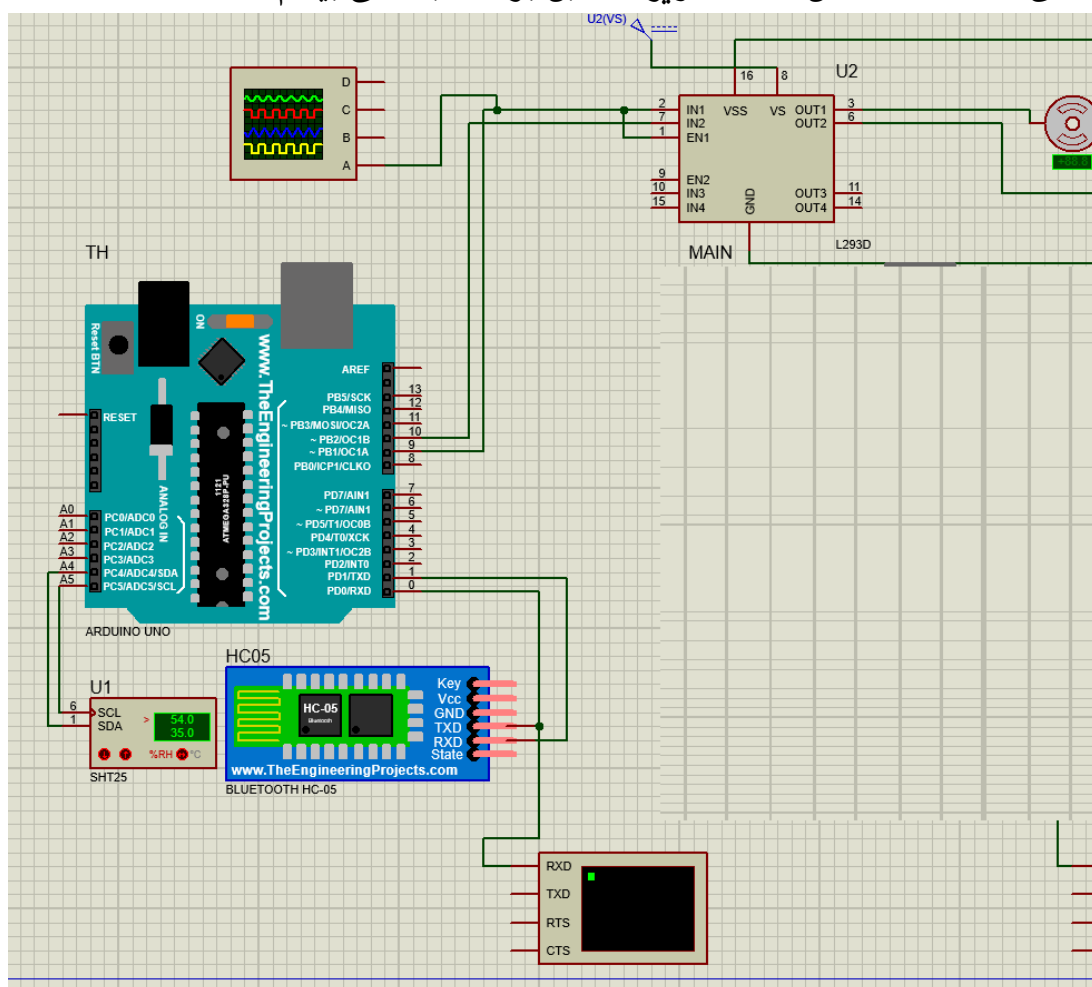 U2(VS)
D
C
B
A
16
8
U2
2
7
1
IN1
IN2
EN1
VSS
VS
OUT1
OUT2
3
6
+88.8
9
10
15
EN2
IN3
IN4
GND
OUT3
OUT4
11
14
MAIN
L293D
TH
Reset BTN
ON
www.TheEngineeringProjects.com
AREF
PB5/SCK
13
PB4/MISO
12
~ PB3/MOSI/OC2A
11
~ PB2/OC1B
10
~ PB1/OC1A
9
PB0/ICP1/CLKO
8
RESET
1121
ATMEGA328P-PU
ANALOG IN
PD7/AIN1
7
~ PD7/AIN1
6
~ PD5/T1/OC0B
5
PD4/T0/XCK
4
~ PD3/INT1/OC2B
3
PD2/INT0
2
PD1/TXD
1
PD0/RXD
0
A0
PC0/ADC0
A1
PC1/ADC1
A2
PC2/ADC2
A3
PC3/ADC3
A4
PC4/ADC4/SDA
A5
PC5/ADC5/SCL
ARDUINO UNO
HC05
U1
6
SCL
1
SDA
>
54.0
35.0
%RH
°C
SHT25
HC-05
Bluetooth
Key
Vcc
GND
TXD
RXD
State
www.TheEngineeringProjects.com
BLUETOOTH HC-05
RXD
TXD
RTS
CTS